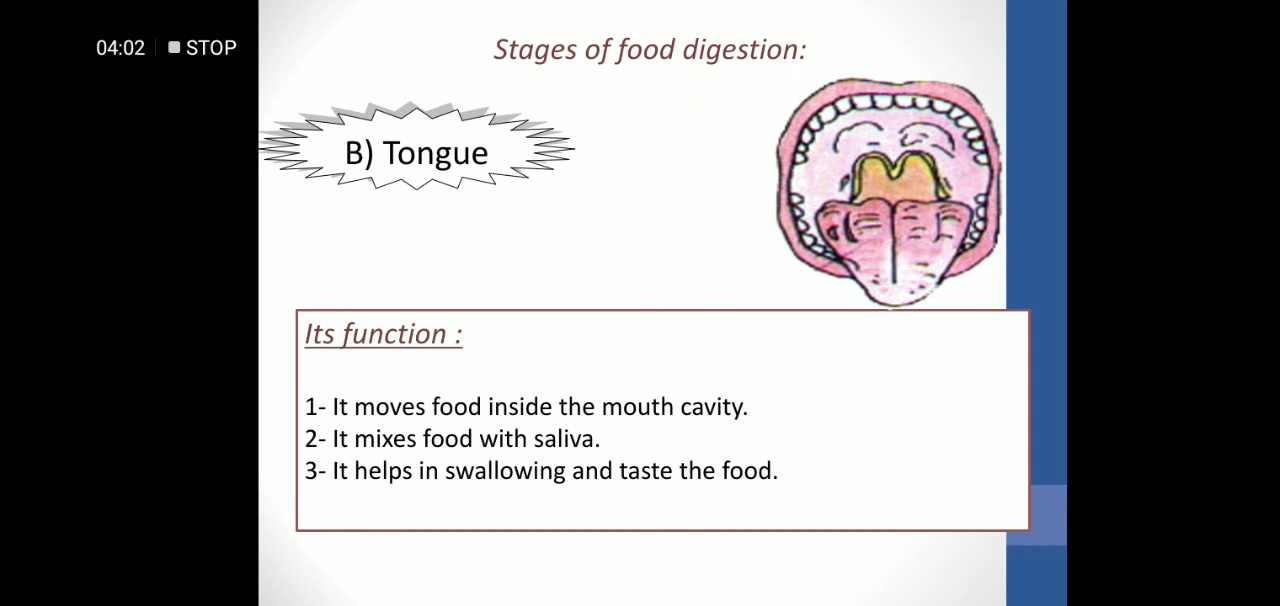 04:02 STOP
Stages of food digestion:
B) Tongue
Its function :
1- It moves food inside the mouth cavity.
2- It mixes food with saliva.
3- It helps in swallowing and taste the food.